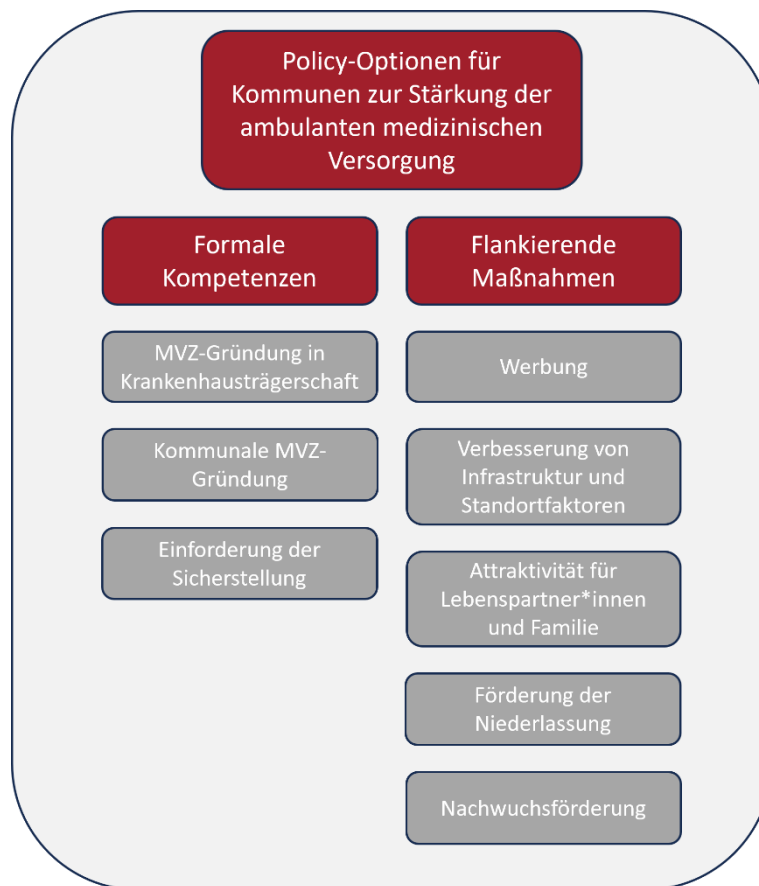 Policy-Optionen für
Kommunen zur Stärkung der
ambulanten medizinischen
Versorgung
Formale
Kompetenzen
MVZ-Gründung in
Krankenhausträgerschaft
Kommunale MVZ-
Gründung
Einforderung der
Sicherstellung
Flankierende
Maßnahmen
Werbung
Verbesserung von
Infrastruktur und
Standortfaktoren
Attraktivität für
Lebenspartner*innen
und Familie
Förderung der
Niederlassung
Nachwuchsförderung